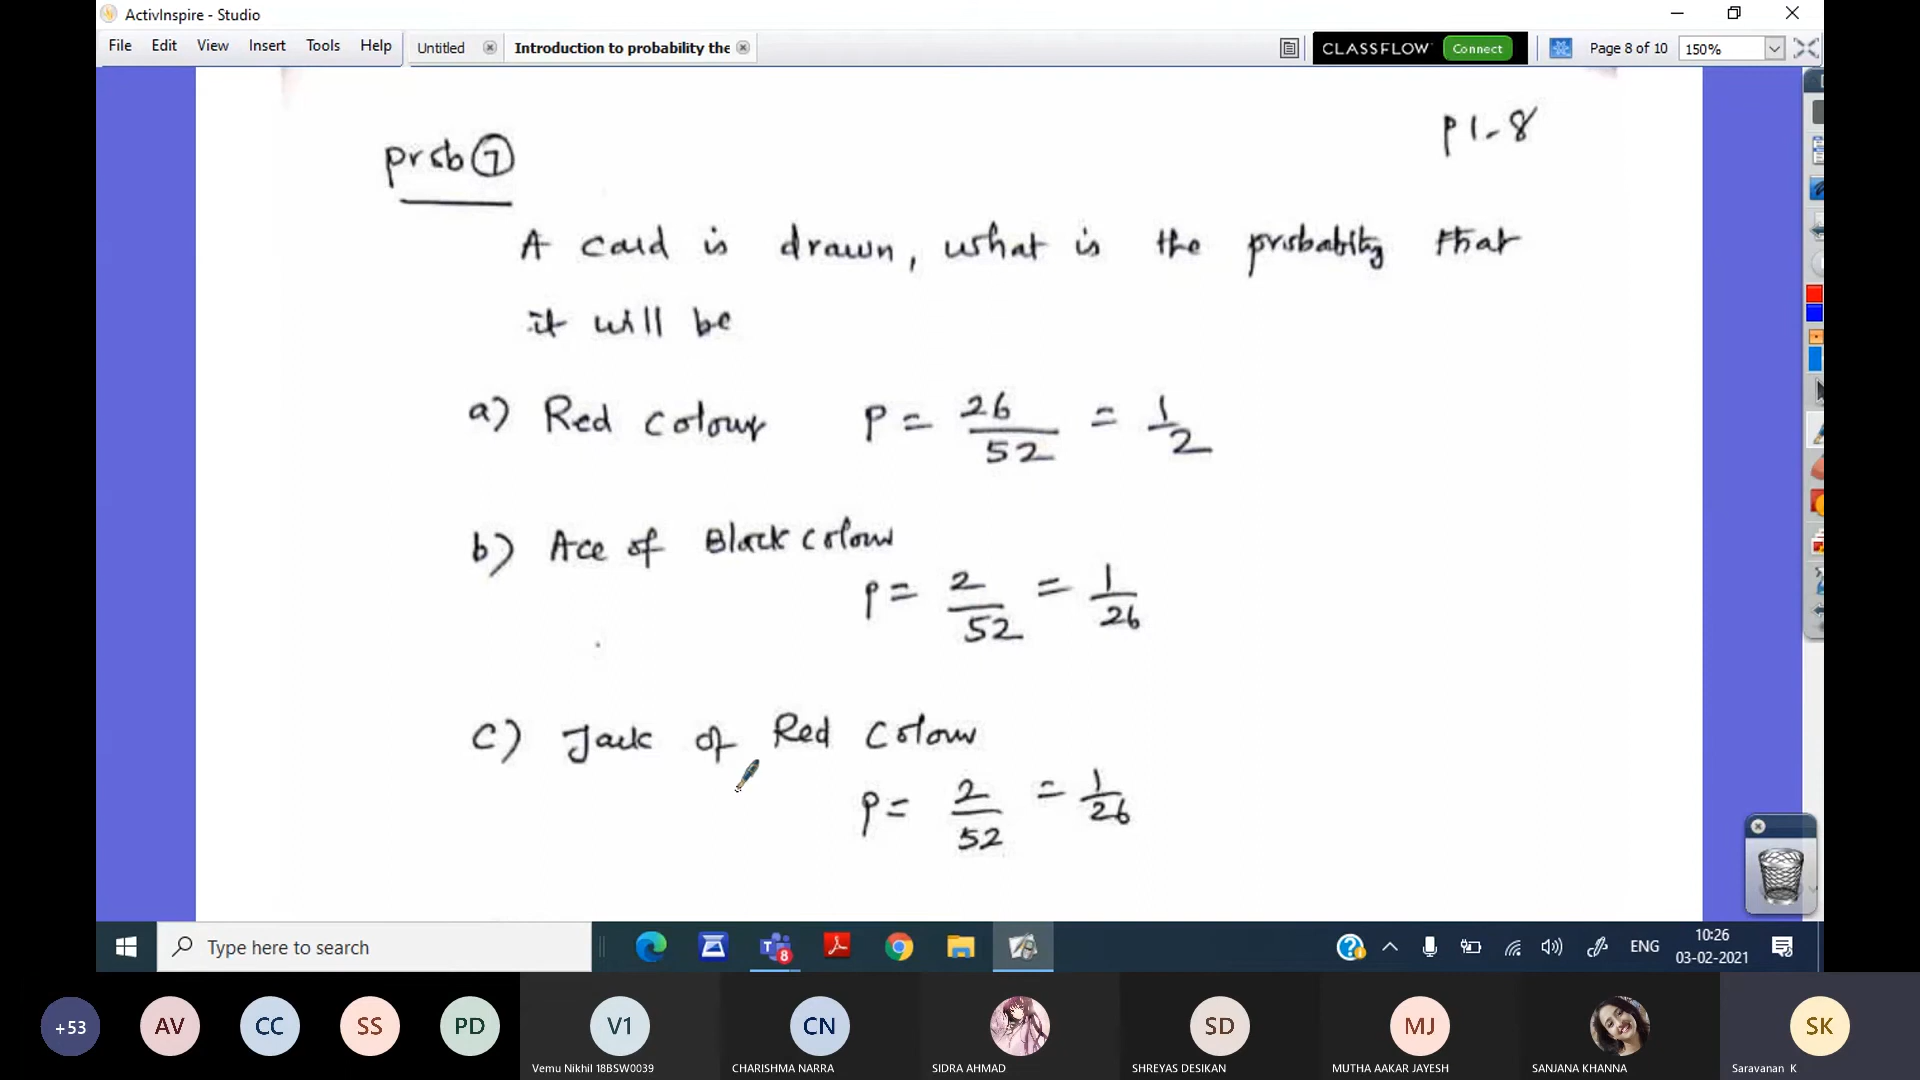 ActivInspire - Studio
File Edit View Insert Tools Help Untitled Introduction to probability the CLASSFLOW Connect Page 8 of 10 150%
p1-8
prob 7
A card is drawn, what is the probability that
it will be
a) Red colour P = 26/52 = 1/2
b) Ace of Black colour
P = 2/52 = 1/26
c) Jack of Red colour
P = 2/52 = 1/26
Type here to search 8 ENG 10:26
03-02-2021
+53 AV CC SS PD V1 CN SD MJ SK
Vemu Nikhil 18BSW0039 CHARISHMA NARRA SIDRA AHMAD SHREYAS DESIKAN MUTHA AAKAR JAYESH SANJANA KHANNA Saravanan K